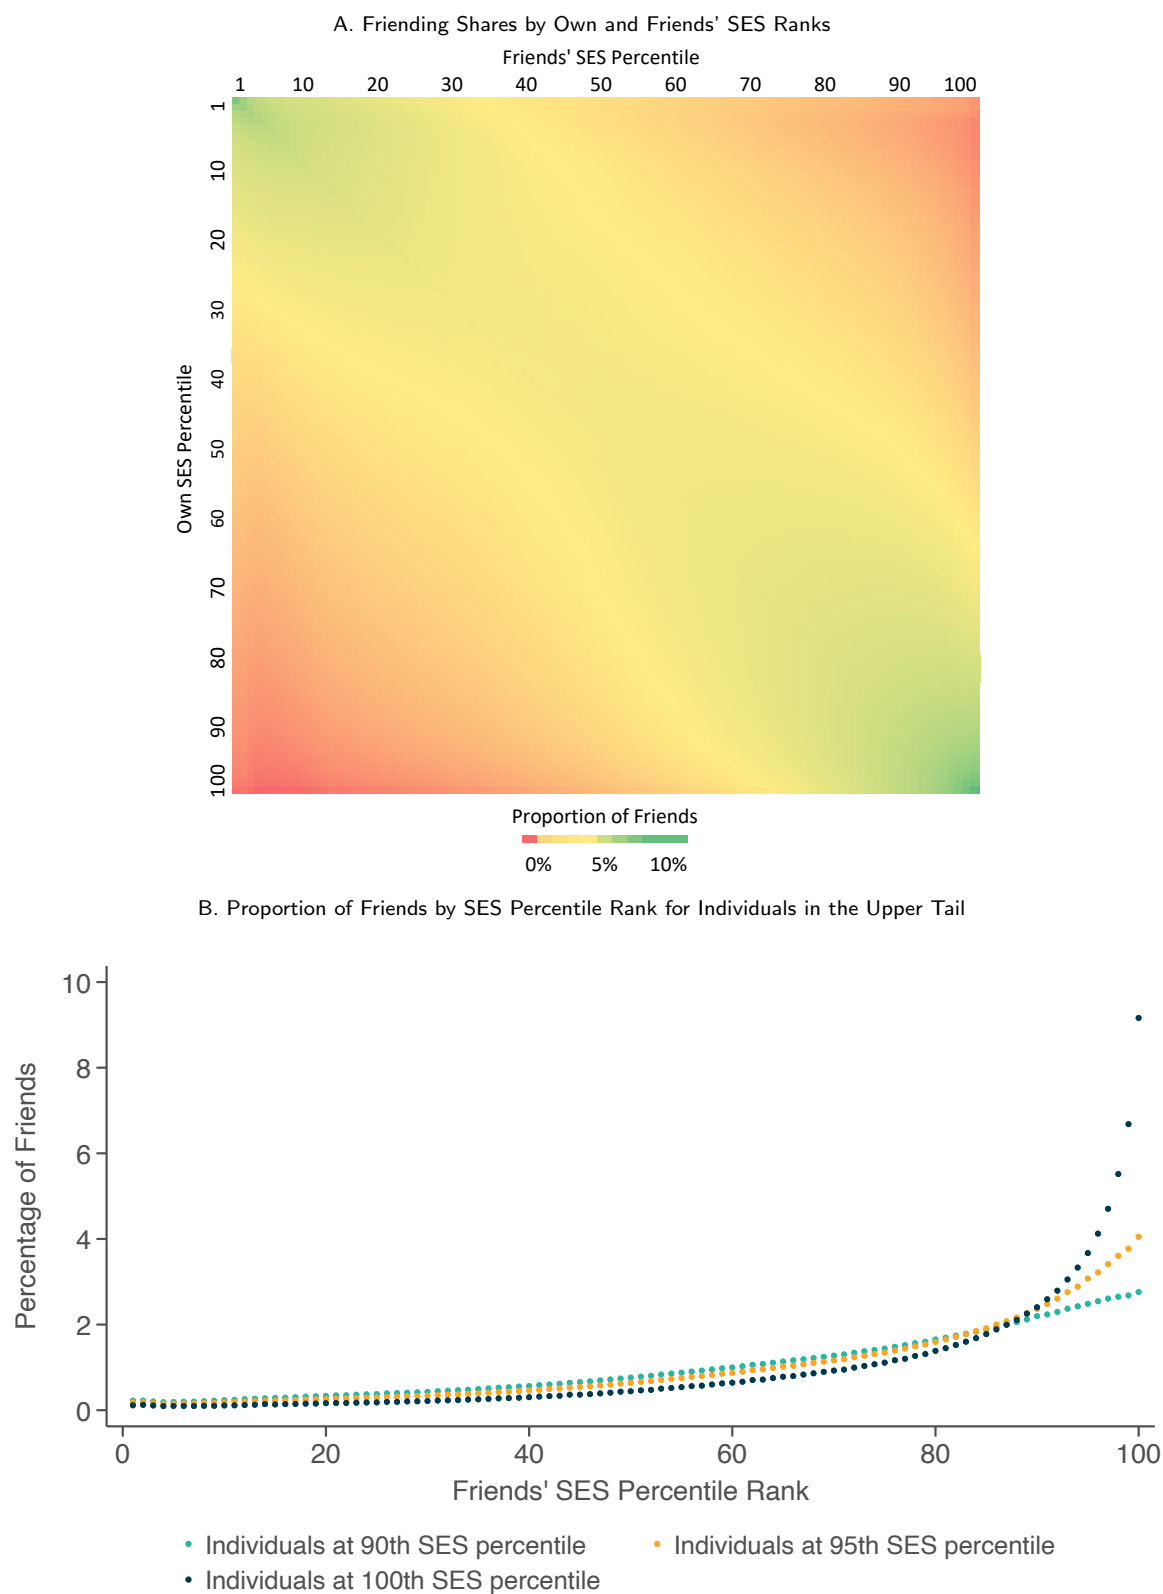 A. Friending Shares by Own and Friends' SES Ranks
Friends' SES Percentile
1 10 20 30 40 50 60 70 80 90 100
Own SES Percentile
1
10
20
30
40
50
60
70
80
90
100
Proportion of Friends
0% 5% 10%
B. Proportion of Friends by SES Percentile Rank for Individuals in the Upper Tail
Percentage of Friends
10
8
6
4
2
0
0 20 40 60 80 100
Friends' SES Percentile Rank
Individuals at 90th SES percentile Individuals at 95th SES percentile
Individuals at 100th SES percentile